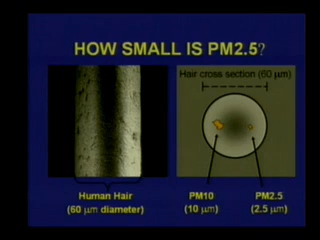 HOW SMALL IS PM2.5?
Hair cross section (60 μm)
Human Hair
(60 μm diameter)
PM10
(10 μm)
PM2.5
(2.5 μm)